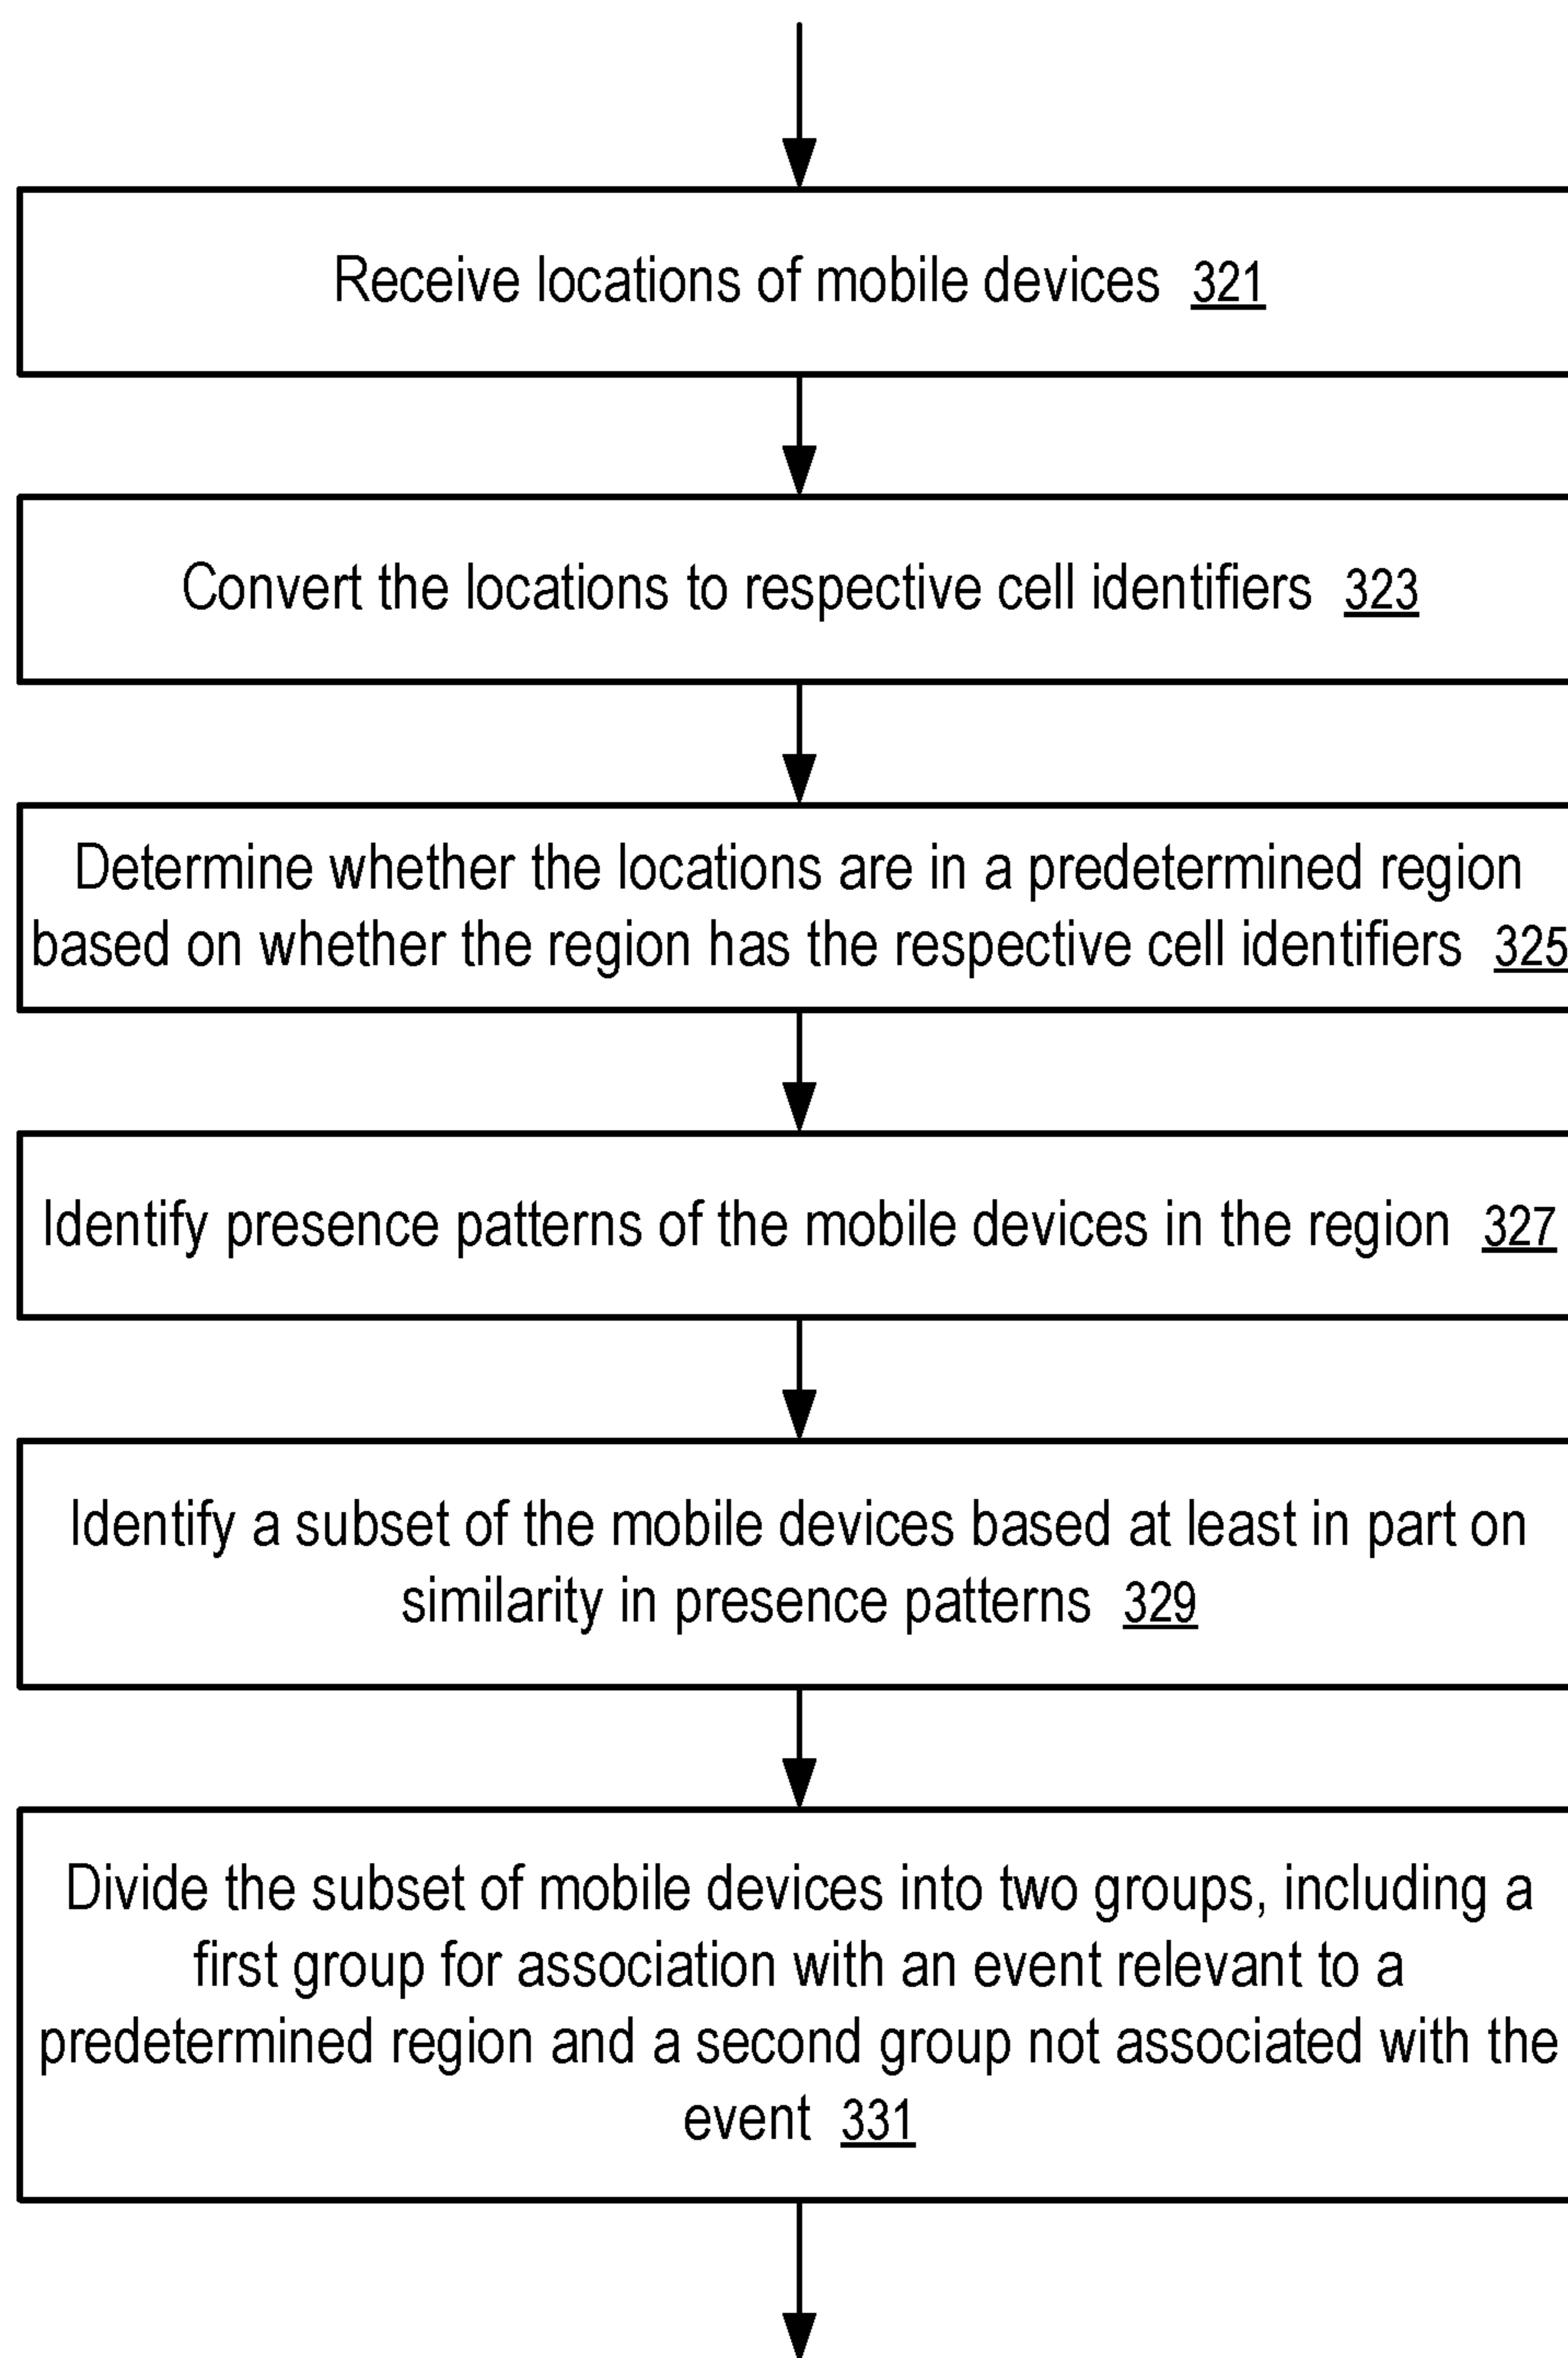 Receive locations of mobile devices 321
Convert the locations to respective cell identifiers 323
Determine whether the locations are in a predetermined region
based on whether the region has the respective cell identifiers 325
Identify presence patterns of the mobile devices in the region 327
Identify a subset of the mobile devices based at least in part on
similarity in presence patterns 329
Divide the subset of mobile devices into two groups, including a
first group for association with an event relevant to a
predetermined region and a second group not associated with the
event 331